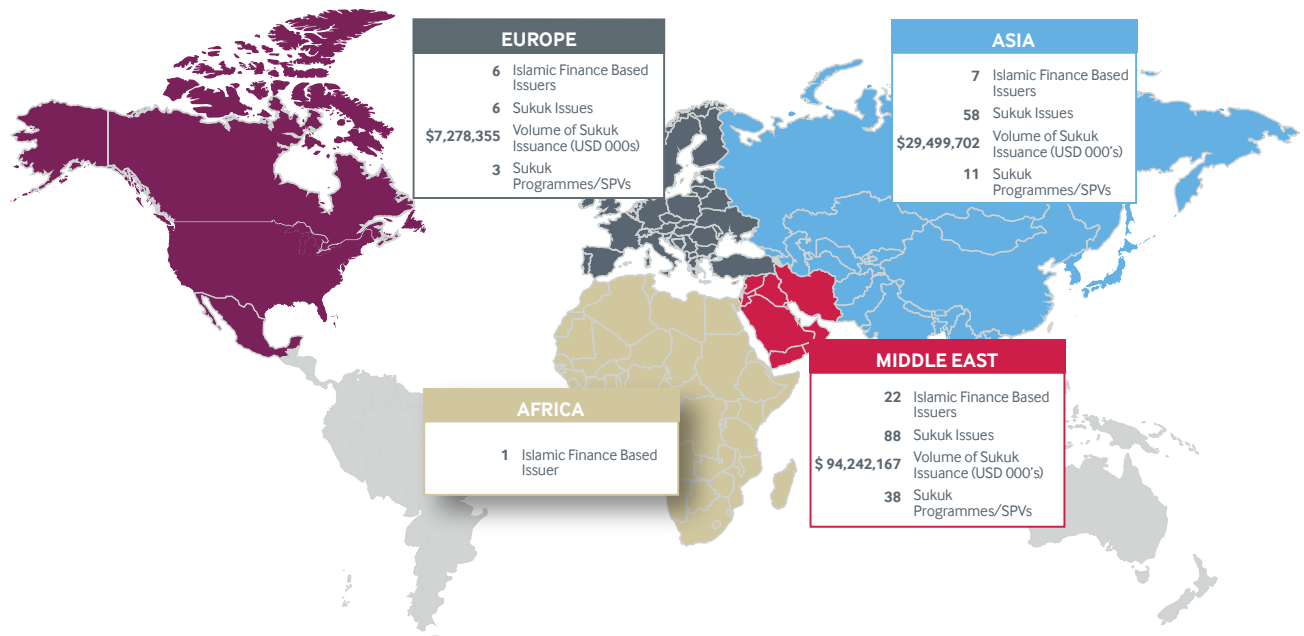 EUROPE
6 Islamic Finance Based
Issuers
6 Sukuk Issues
$7,278,355 Volume of Sukuk
Issuance (USD 000s)
3 Sukuk
Programmes/SPVs
ASIA
7 Islamic Finance Based
Issuers
58 Sukuk Issues
$29,499,702 Volume of Sukuk
Issuance (USD 000's)
11 Sukuk
Programmes/SPVs
AFRICA
1 Islamic Finance Based
Issuer
MIDDLE EAST
22 Islamic Finance Based
Issuers
88 Sukuk Issues
$ 94,242,167 Volume of Sukuk
Issuance (USD 000's)
38 Sukuk
Programmes/SPVs